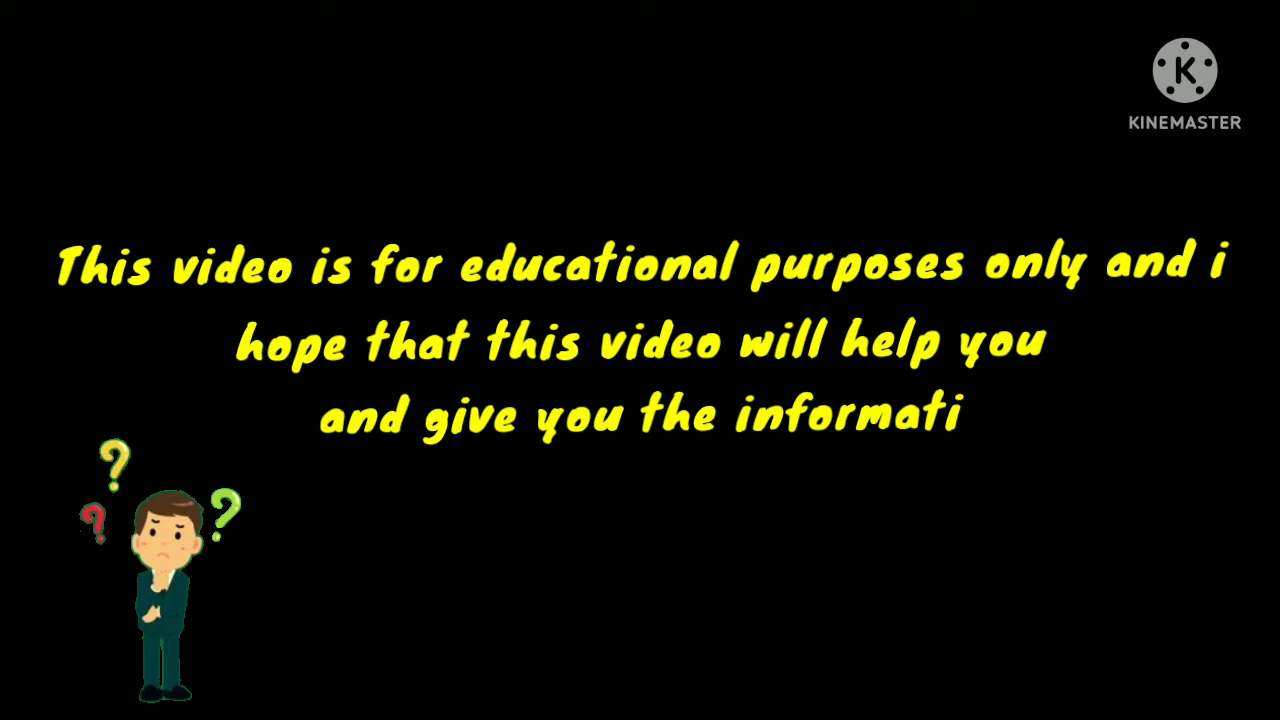 K
KINEMASTER
This video is for educational purposes only and i
hope that this video will help you
and give you the informati
? ? ?